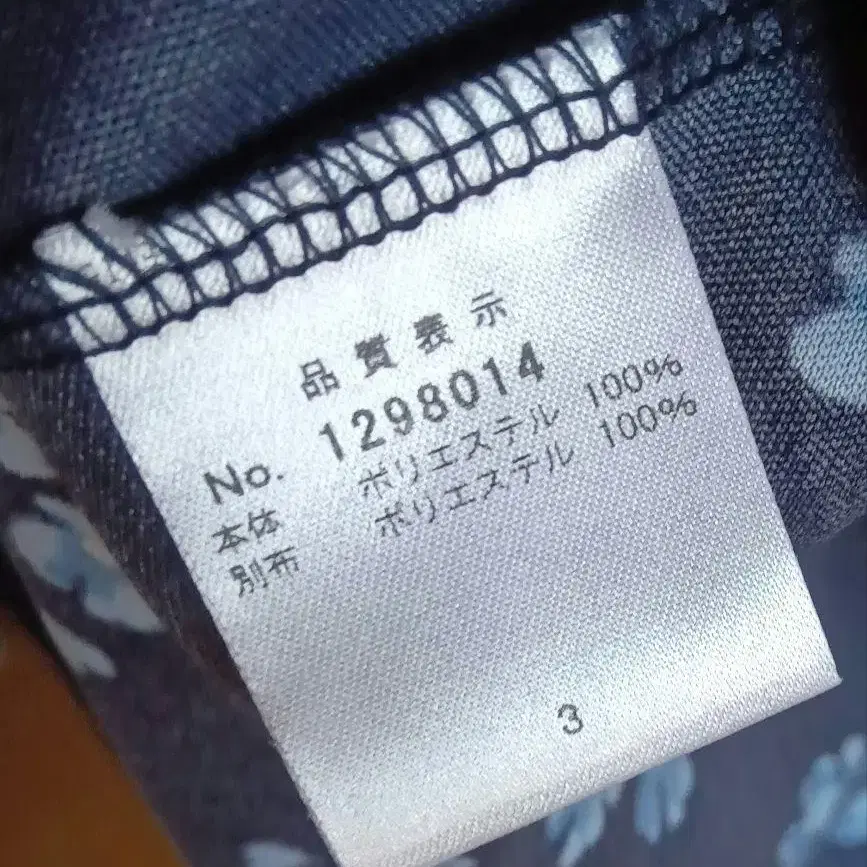 品質表示
No. 1298014
本体 ポリエステル 100%
別布 ポリエステル 100%
3